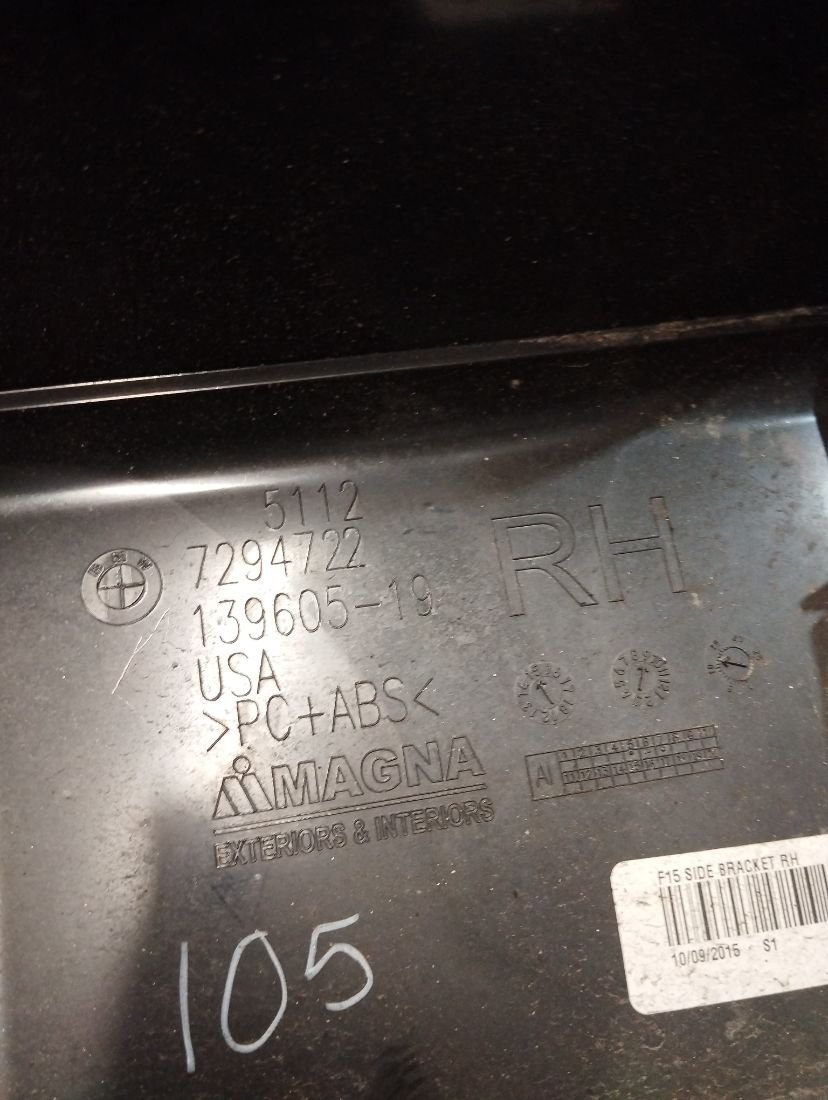 5112
BMW
7294722
RH
139605-19
USA
>PC+ABS<
MAGNA
EXTERIORS & INTERIORS
AI
F15 SIDE BRACKET RH
10/09/2015 S1
105